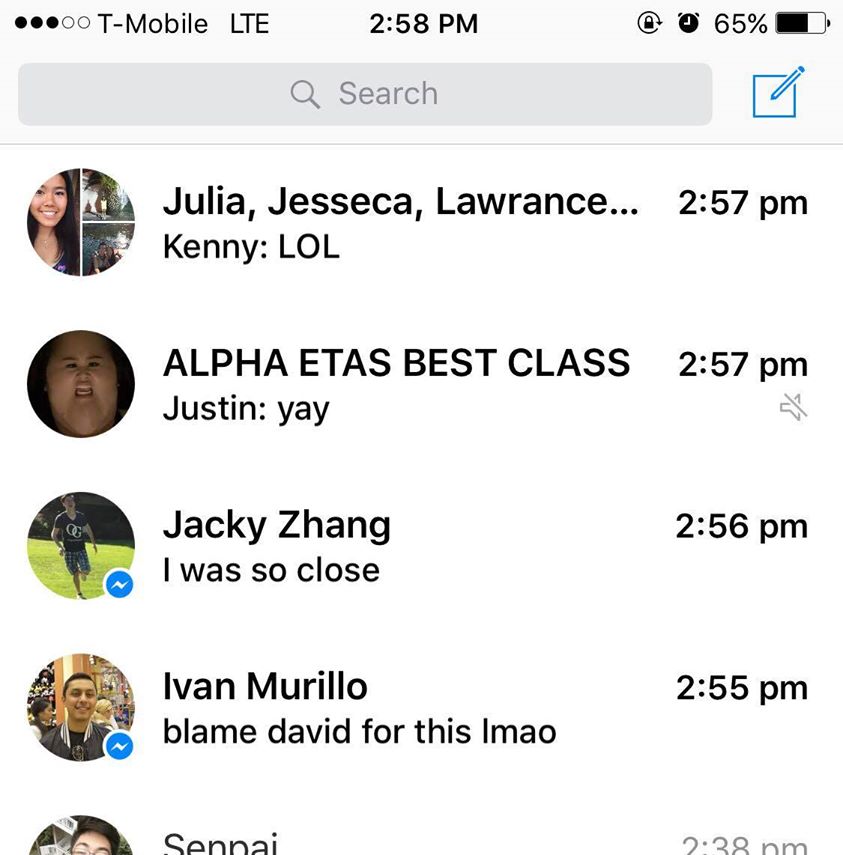 T-Mobile LTE 2:58 PM 65%
Search
Julia, Jesseca, Lawrance... 2:57 pm
Kenny: LOL
ALPHA ETAS BEST CLASS 2:57 pm
Justin: yay
Jacky Zhang 2:56 pm
I was so close
Ivan Murillo 2:55 pm
blame david for this lmao
Senpai 2:38 pm